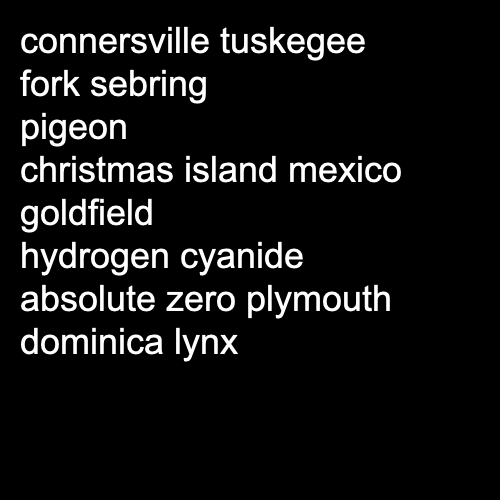 connersville tuskegee
fork sebring
pigeon
christmas island mexico
goldfield
hydrogen cyanide
absolute zero plymouth
dominica lynx